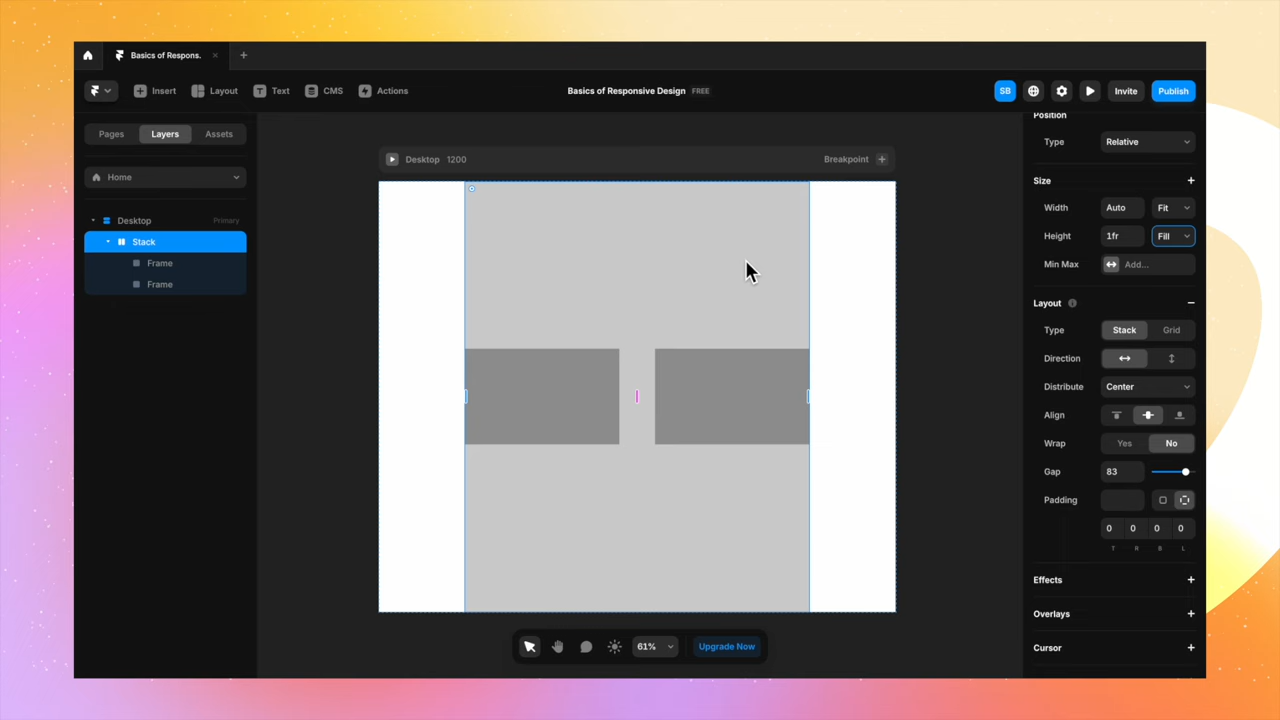 Basics of Respons.
Insert
Layout
Text
CMS
Actions
Basics of Responsive Design FREE
SB
Invite
Publish
Pages
Layers
Assets
Home
Desktop Primary
Stack
Frame
Frame
Desktop 1200
Breakpoint
Position
Type Relative
Size
Width Auto Fit
Height 1fr Fill
Min Max Add...
Layout
Type Stack Grid
Direction
Distribute Center
Align
Wrap Yes No
Gap 83
Padding
0 0 0 0
T R B L
Effects
Overlays
Cursor
61%
Upgrade Now